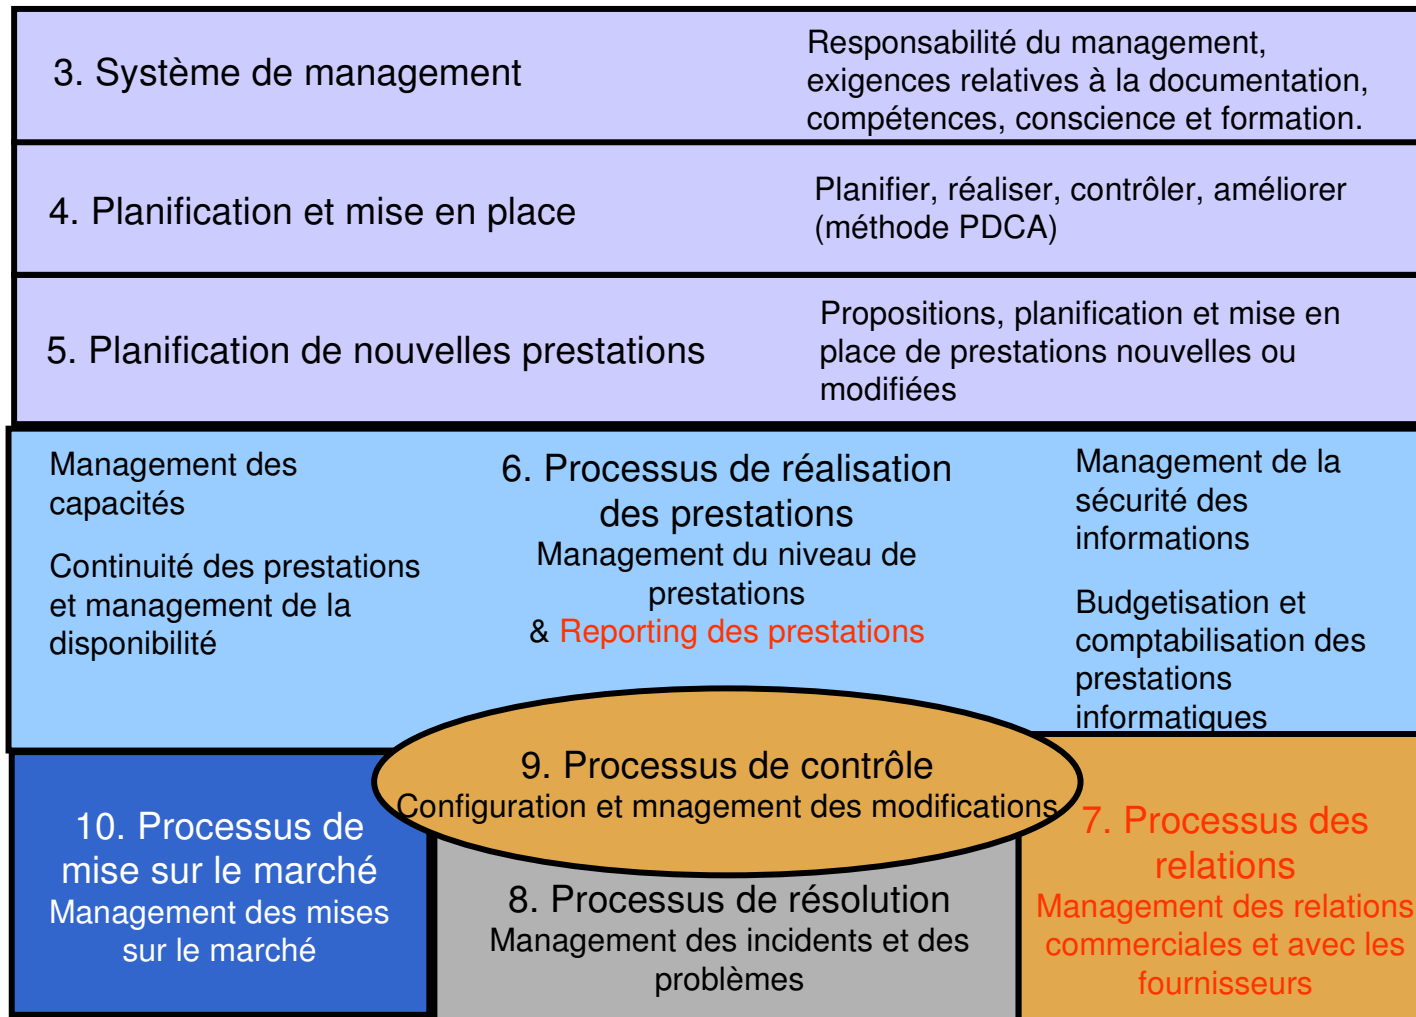 3. Système de management
Responsabilité du management,
exigences relatives à la documentation,
compétences, conscience et formation.
4. Planification et mise en place
Planifier, réaliser, contrôler, améliorer
(méthode PDCA)
5. Planification de nouvelles prestations
Propositions, planification et mise en
place de prestations nouvelles ou
modifiées
Management des
capacités
Continuité des prestations
et management de la
disponibilité
6. Processus de réalisation
des prestations
Management du niveau de
prestations
& Reporting des prestations
Management de la
sécurité des
informations
Budgetisation et
comptabilisation des
prestations
informatiques
9. Processus de contrôle
Configuration et mnagement des modifications
10. Processus de
mise sur le marché
Management des mises
sur le marché
8. Processus de résolution
Management des incidents et des
problèmes
7. Processus des
relations
Management des relations
commerciales et avec les
fournisseurs